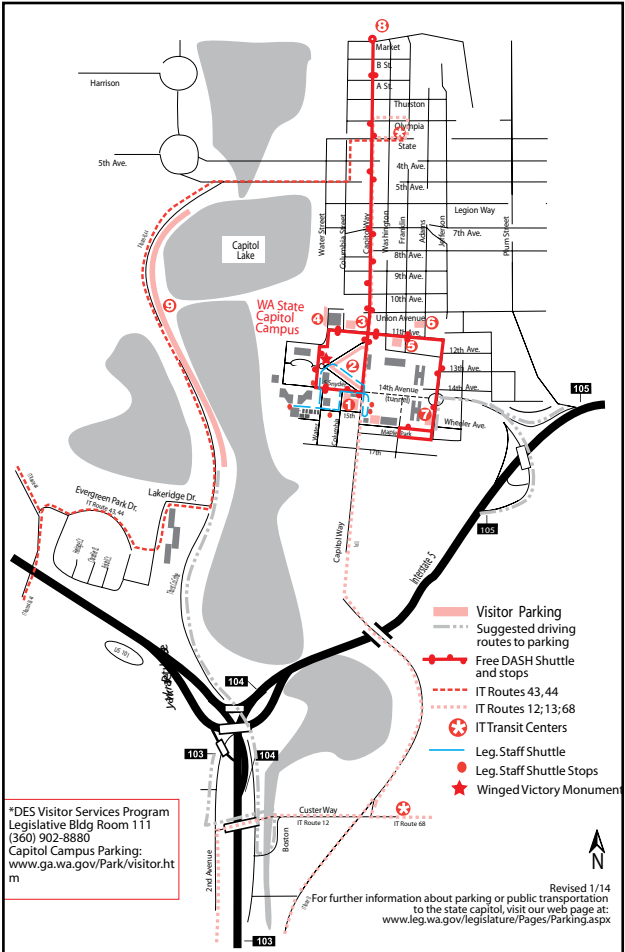 8
Market
B St.
A St.
Harrison
Thurston
Olympia
State
5th Ave.
4th Ave.
5th Ave.
Legion Way
7th Ave.
Water Street
Columbia Street
Capitol Way
Washington
Franklin
Adams
Jefferson
Plum Street
8th Ave.
9th Ave.
10th Ave.
Capitol
Lake
9
WA State
Capitol
Campus
4
3
Union Avenue
6
11th Ave.
5
12th Ave.
2
13th Ave.
Snyder
14th Avenue
14th Ave.
(tunnel)
1
7
15th
Water
Columbia
Wheeler Ave.
Maple Park
17th
105
105
Evergreen Park Dr.
IT Route 43, 44
Lakeridge Dr.
Capitol Way
Interstate 5
US 101
104
103
104
Visitor Parking
Suggested driving
routes to parking
Free DASH Shuttle
and stops
IT Routes 43,44
IT Routes 12;13;68
IT Transit Centers
Leg. Staff Shuttle
Leg. Staff Shuttle Stops
Winged Victory Monument
Custer Way
IT Route 12
IT Route 68
Boston
2nd Avenue
103
*DES Visitor Services Program
Legislative Bldg Room 111
(360) 902-8880
Capitol Campus Parking:
www.ga.wa.gov/Park/visitor.ht
m
N
Revised 1/14
For further information about parking or public transportation
to the state capitol, visit our web page at:
www.leg.wa.gov/legislature/Pages/Parking.aspx